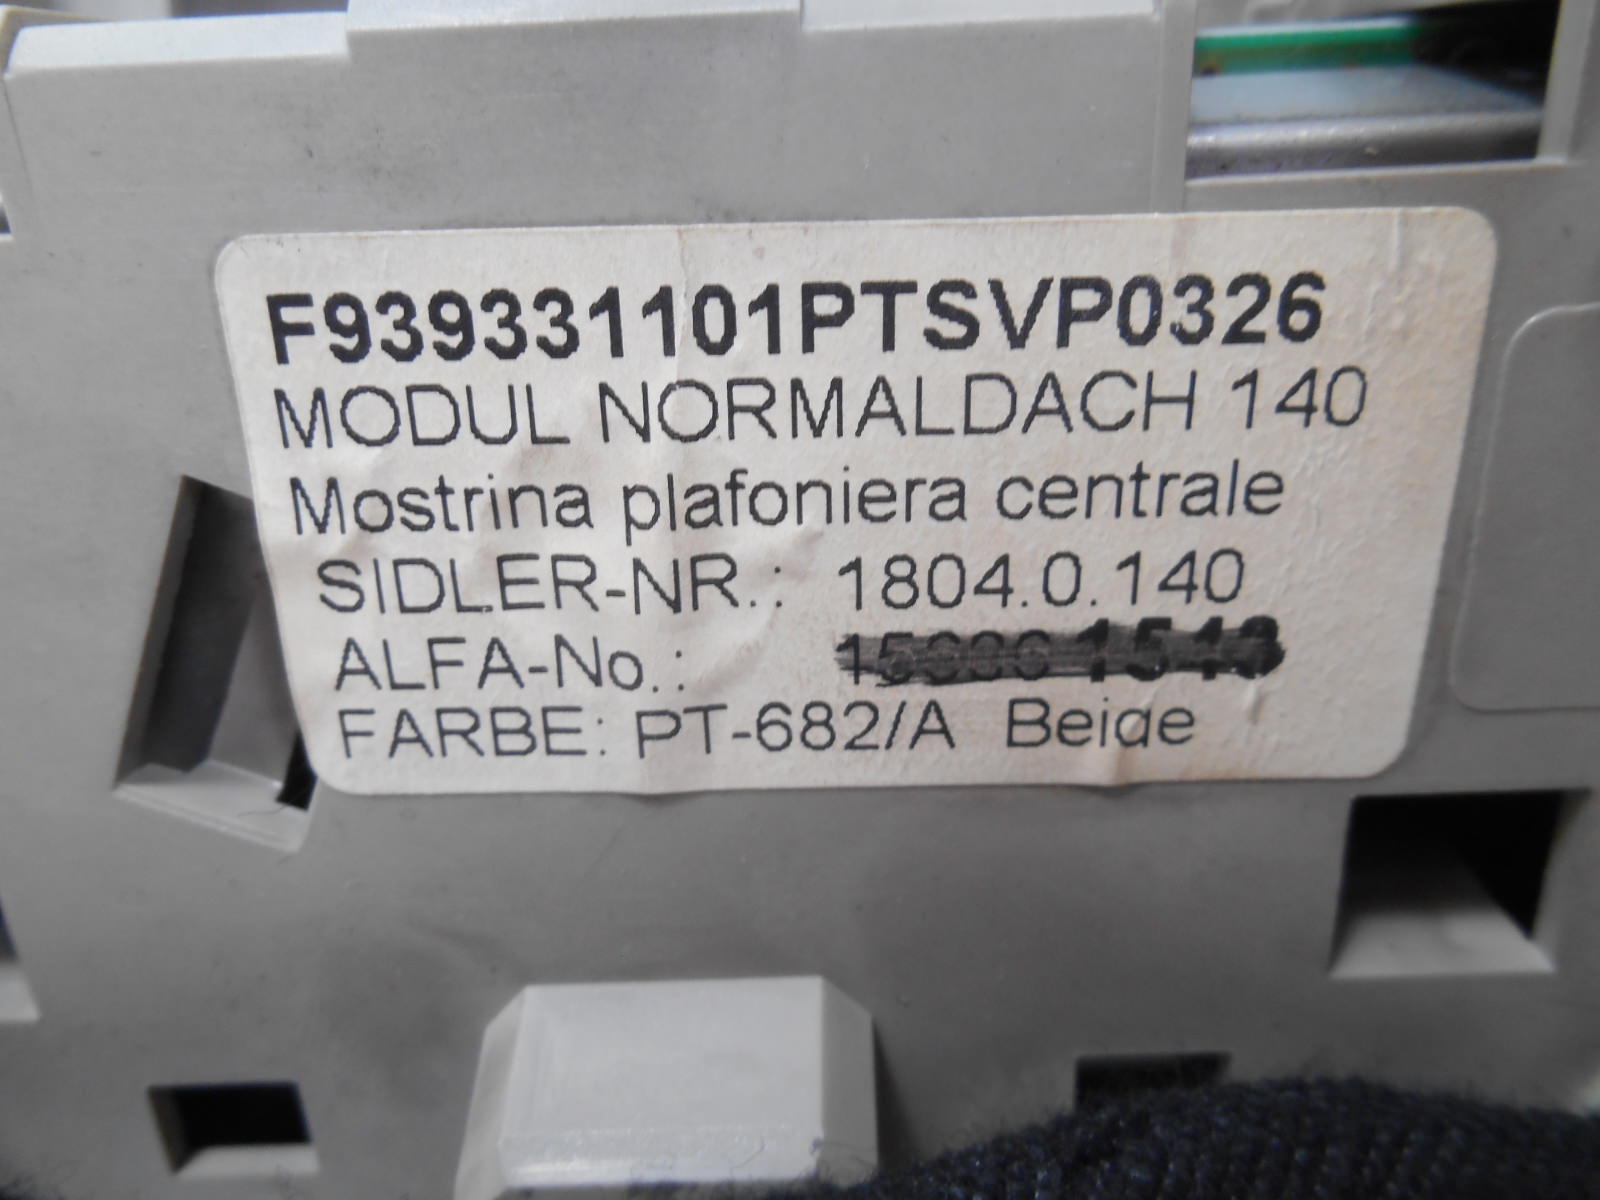 F939331101PTSVP0326
MODUL NORMALDACH 140
Mostrina plafoniera centrale
SIDLER-NR.: 1804.0.140
ALFA-No.:
FARBE: PT-682/A Beige